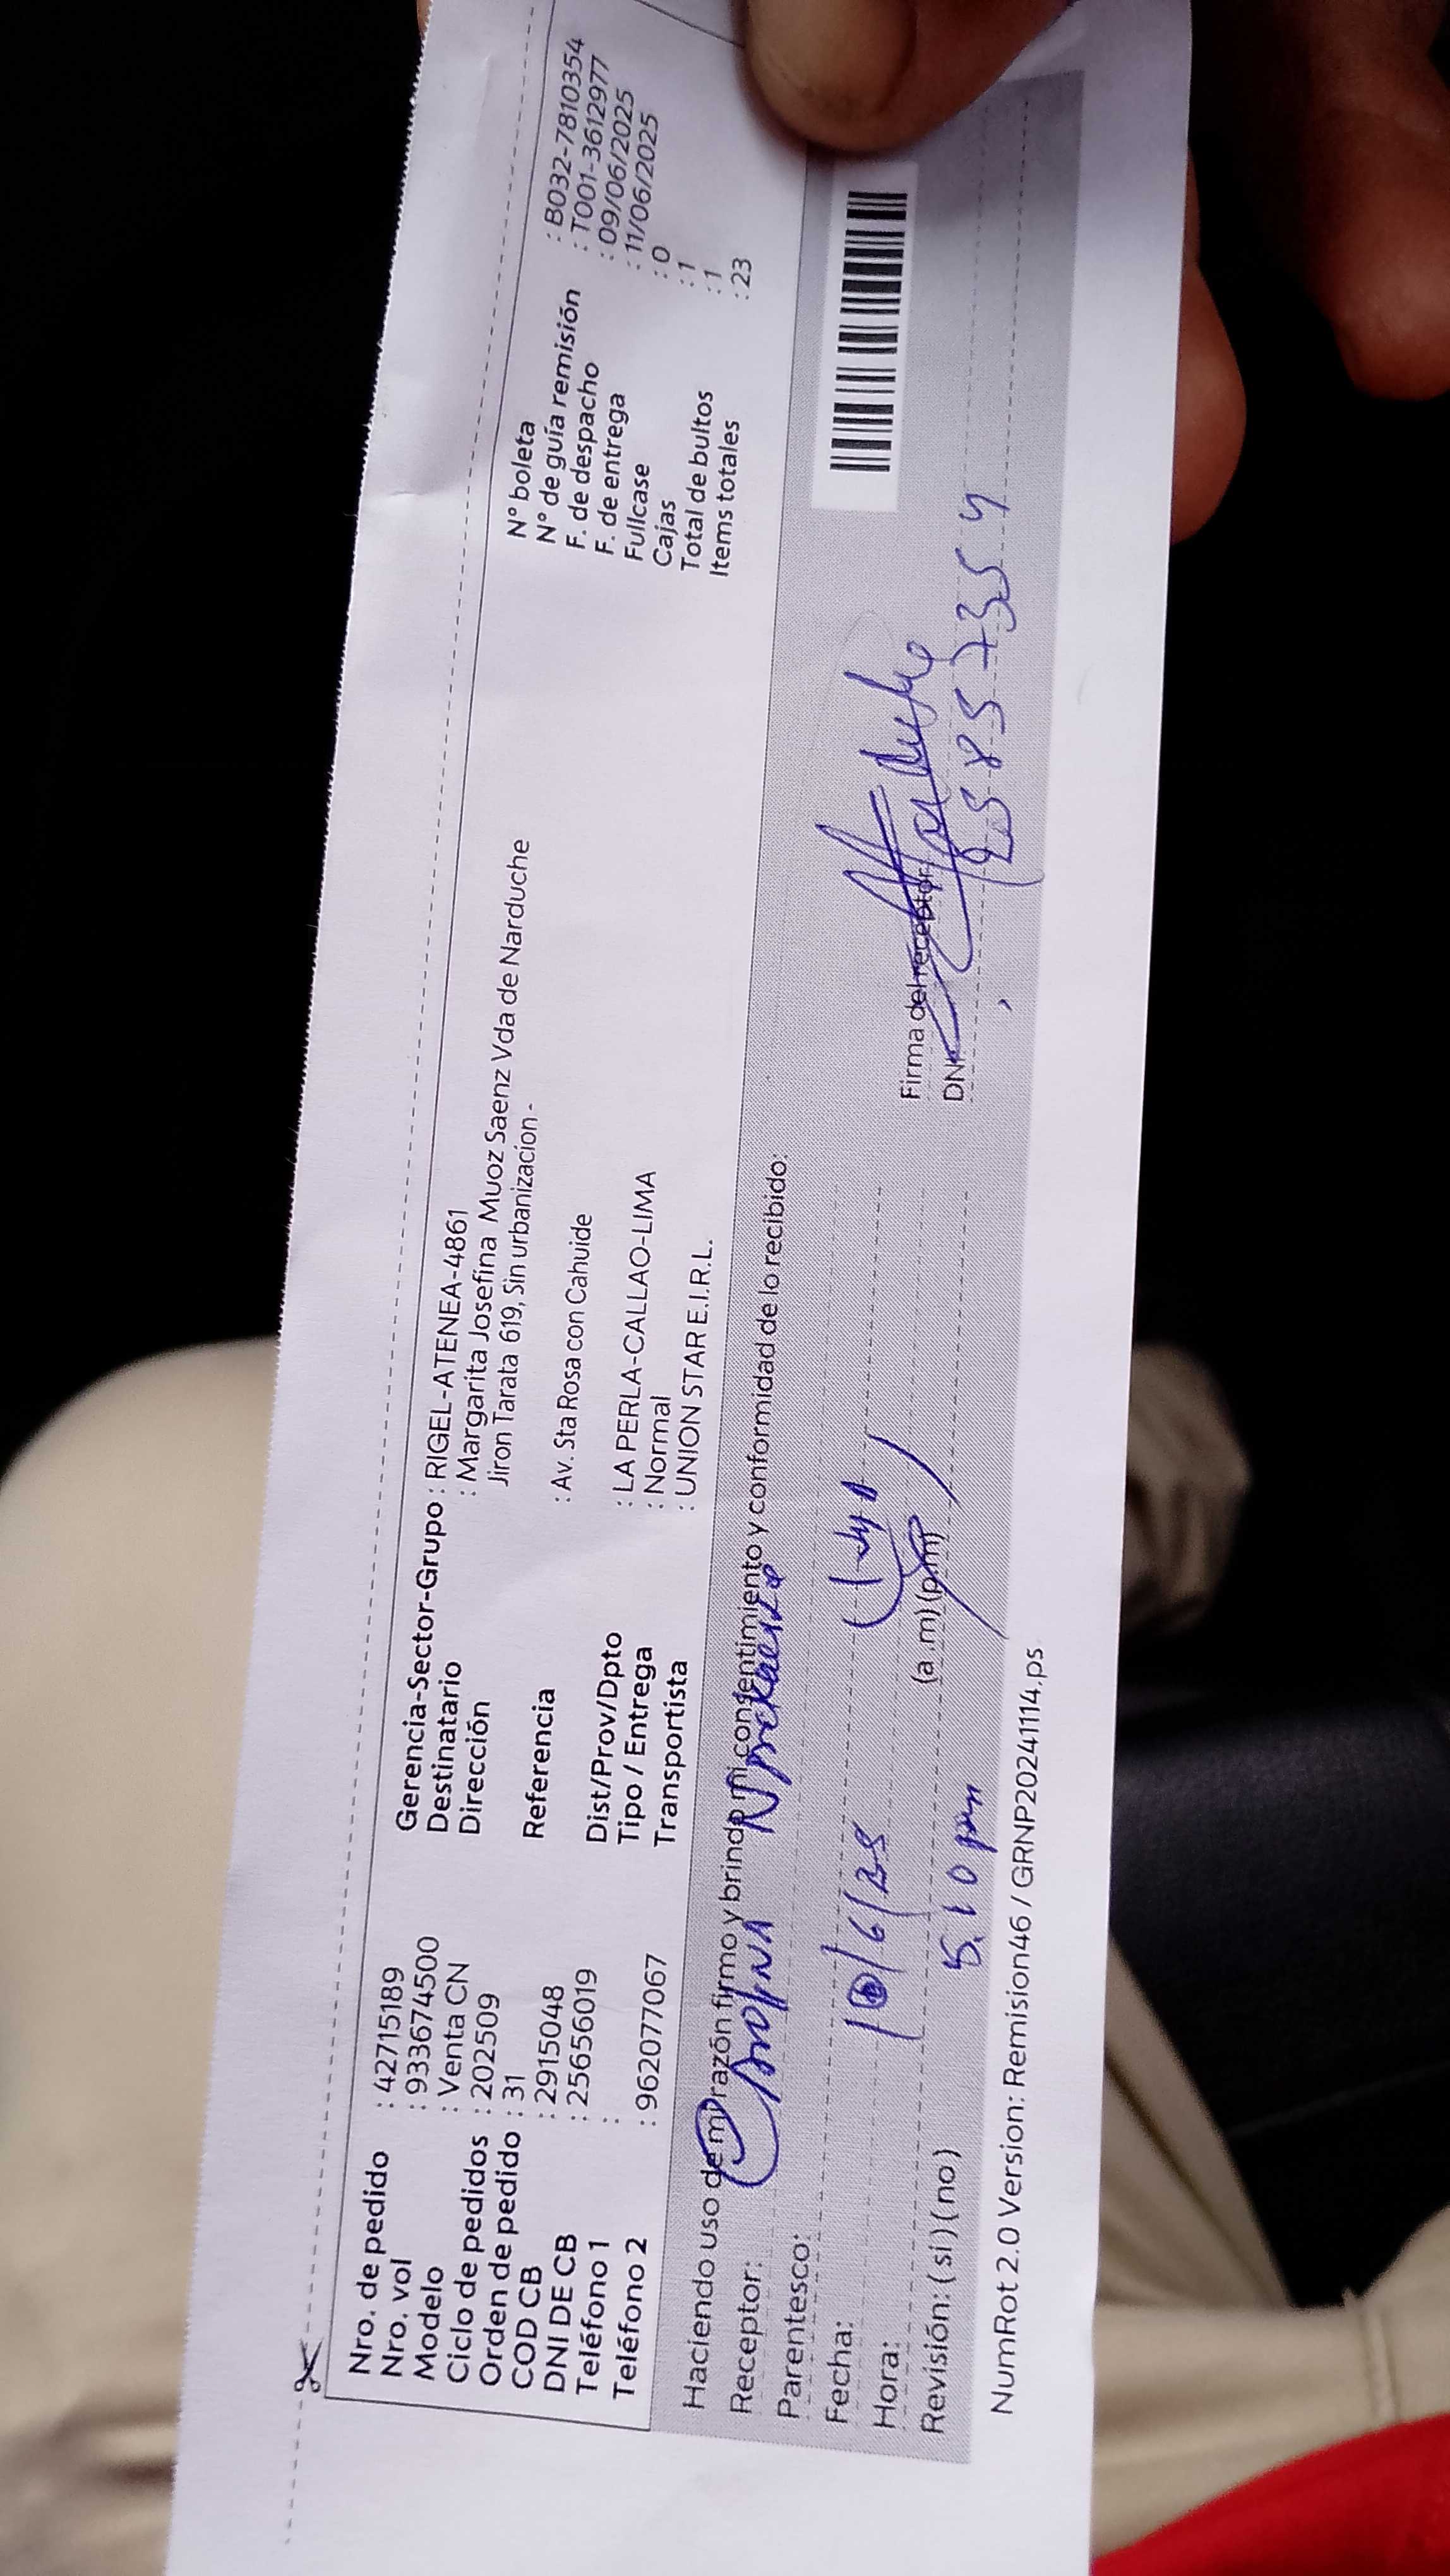 Nro. de pedido : 42715189
Nro. vol : 933674500
Modelo : Venta CN
Ciclo de pedidos : 202509
Orden de pedido : 31
COD CB : 2915048
DNI DE CB : 25656019
Teléfono 1 :
Teléfono 2 : 962077067
Gerencia-Sector-Grupo : RIGEL-ATENEA-4861
Destinatario : Margarita Josefina Muoz Saenz Vda de Narduche
Dirección Jiron Tarata 619, Sin urbanizacion -
Referencia : Av. Sta Rosa con Cahuide
Dist/Prov/Dpto : LA PERLA-CALLAO-LIMA
Tipo / Entrega : Normal
Transportista : UNION STAR E.I.R.L.
N° boleta : B032-7810354
N° de guía remisión : T001-3612977
F. de despacho : 09/06/2025
F. de entrega : 11/06/2025
Fullcase : 0
Cajas : 1
Total de bultos : 1
Items totales : 23
Haciendo uso de mi razón firmo y brindo mi contentimiento y conformidad de lo recibido:
Receptor:
Parentesco:
Fecha: 10/6/25
Hora: 5.10 pm (a.m) (p.m)
Revisión: ( si ) ( no )
Firma del receptor
DNI
NumRot 2.0 Version: Remision46 / GRNP20241114.ps